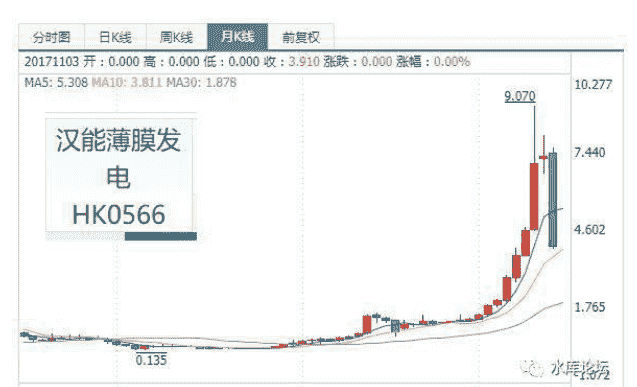 分时图 日K线 周K线 月K线 前复权
20171103 开：0.000 高：0.000 低：0.000 收：3.910 涨跌：0.000 涨幅：0.00%
MA5: 5.308 MA10: 3.811 MA30: 1.878
10.277
9.070
汉能薄膜发
电
HK0566
7.440
4.602
1.765
0.135
水库论坛
-1.072